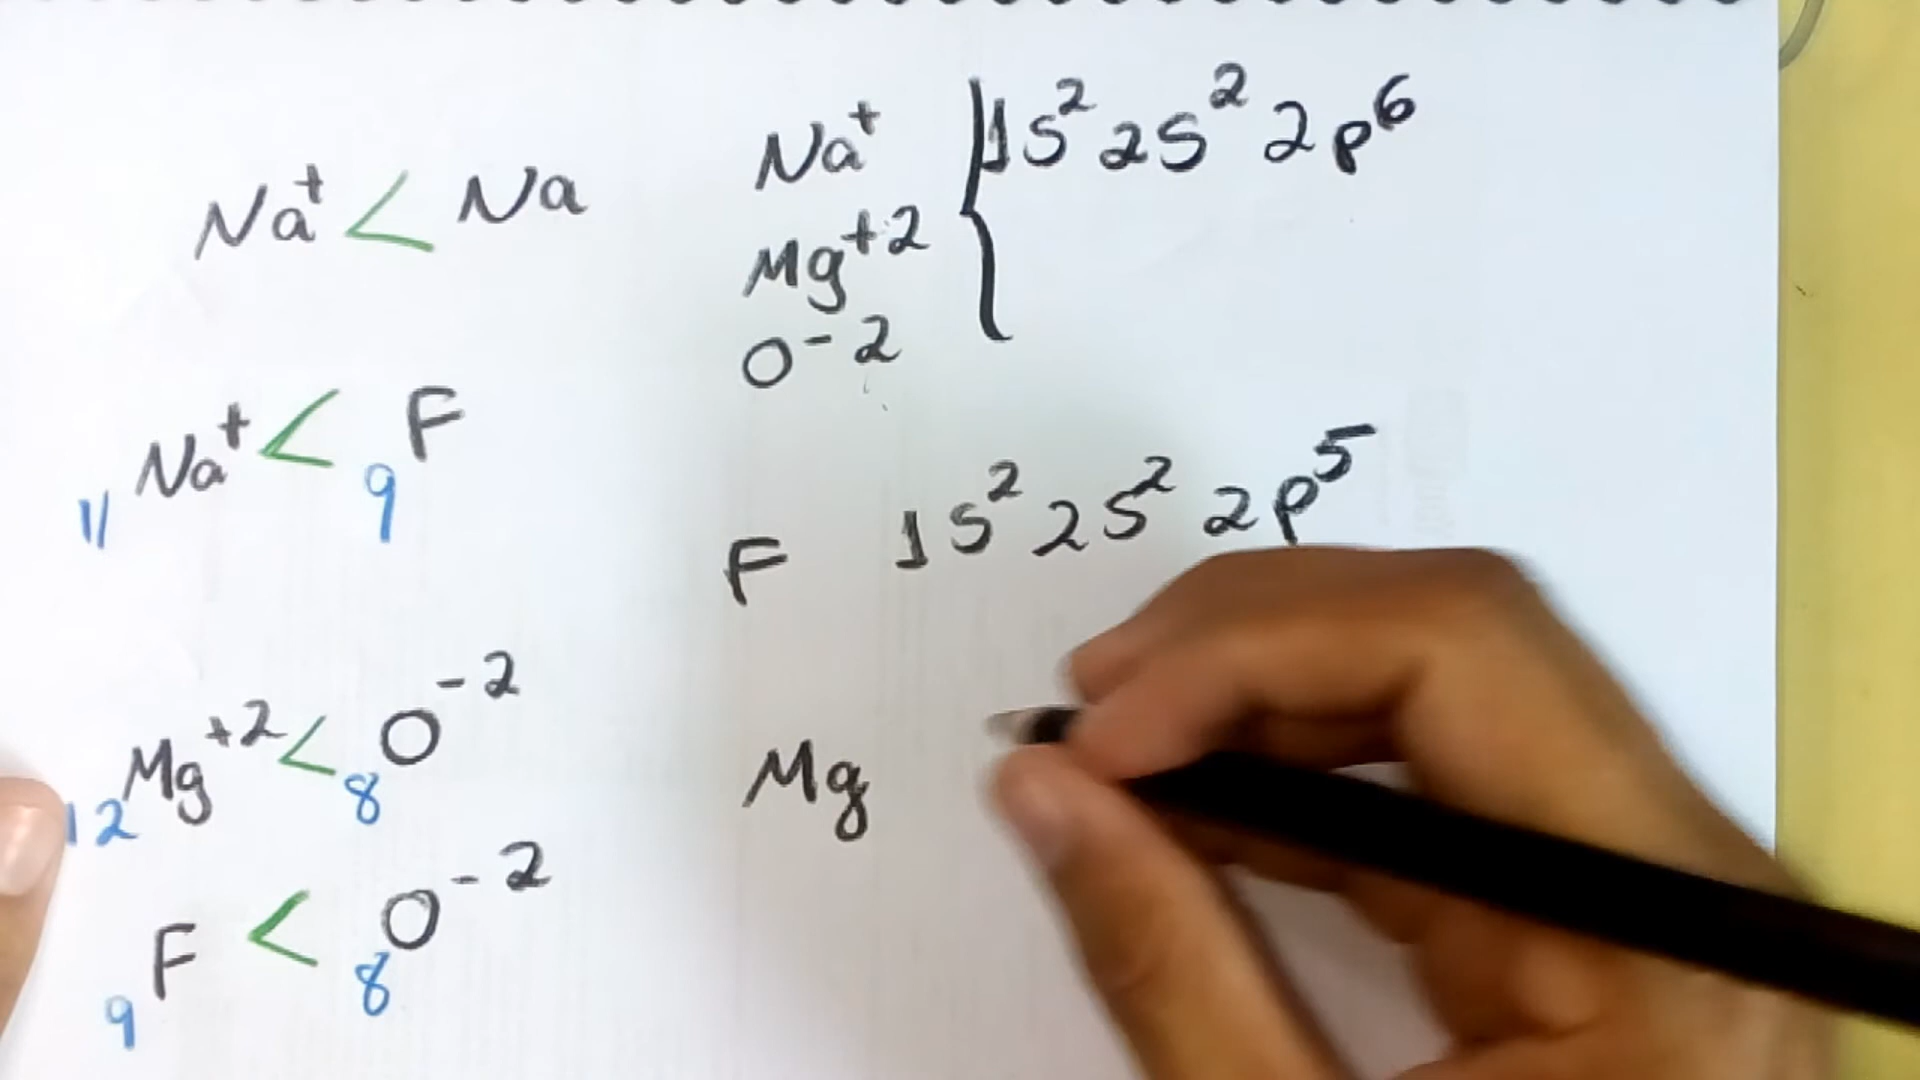 Na⁺ < Na
₁₁Na⁺ < ₉F
₁₂Mg⁺² < ₈O⁻²
₉F < ₈O⁻²
Na⁺ { 1s² 2s² 2p⁶
Mg⁺²
O⁻²
F 1s² 2s² 2p⁵
Mg